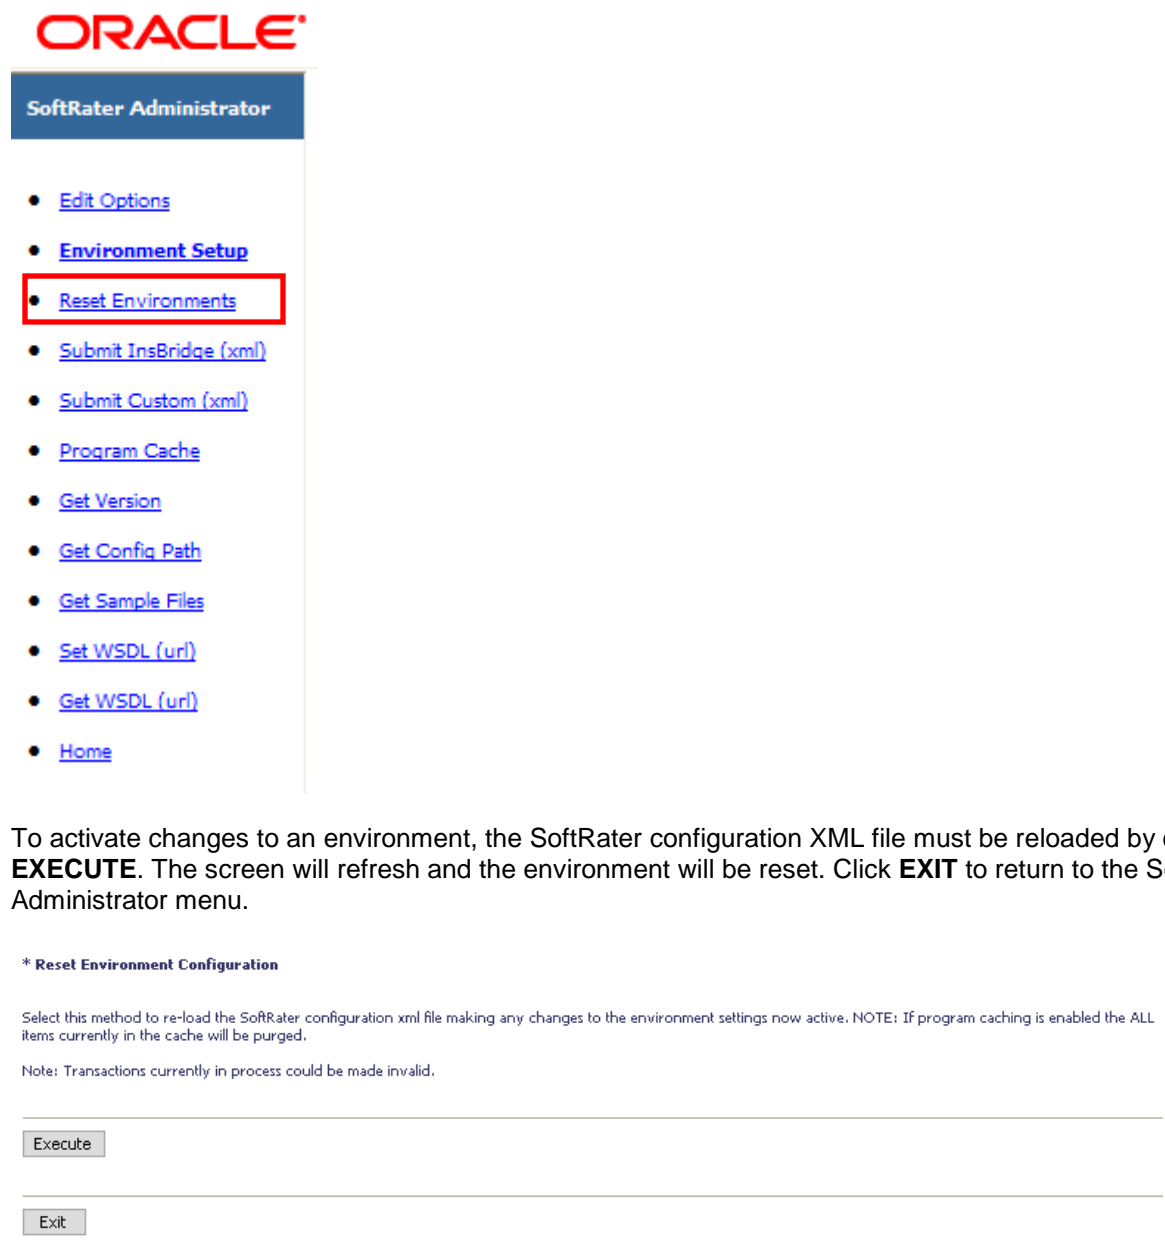 ORACLE
SoftRater Administrator
Edit Options
Environment Setup
Reset Environments
Submit InsBridge (xml)
Submit Custom (xml)
Program Cache
Get Version
Get Config Path
Get Sample Files
Set WSDL (url)
Get WSDL (url)
Home
To activate changes to an environment, the SoftRater configuration XML file must be reloaded by
EXECUTE. The screen will refresh and the environment will be reset. Click EXIT to return to the
Administrator menu.
* Reset Environment Configuration
Select this method to re-load the SoftRater configuration xml file making any changes to the environment settings now active. NOTE: If program caching is enabled the ALL
items currently in the cache will be purged.
Note: Transactions currently in process could be made invalid.
Execute
Exit